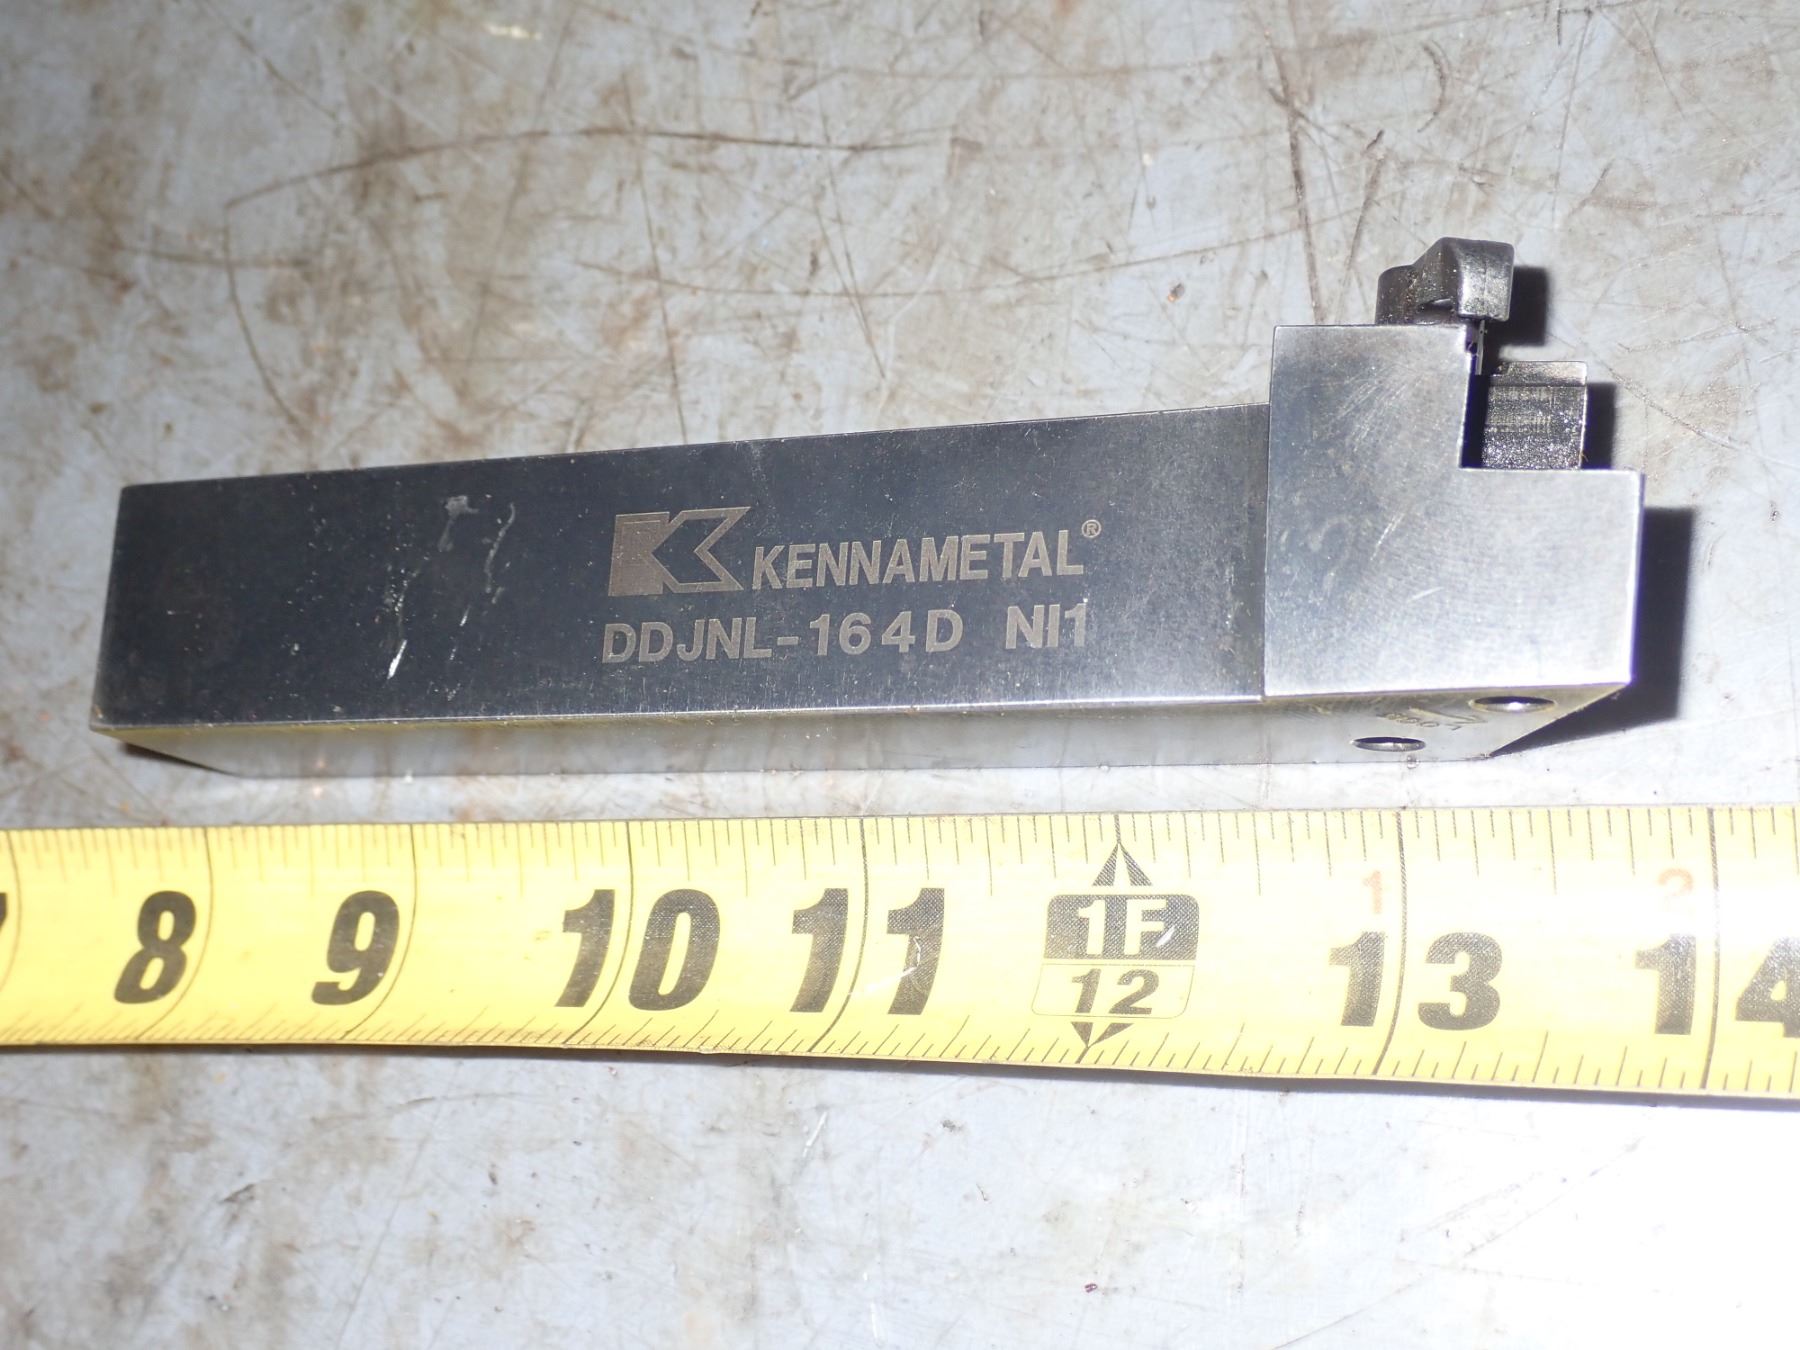 KENNAMETAL®
DDJNL-164D NI1
1 2
8 9 10 11 1F 13 14
12